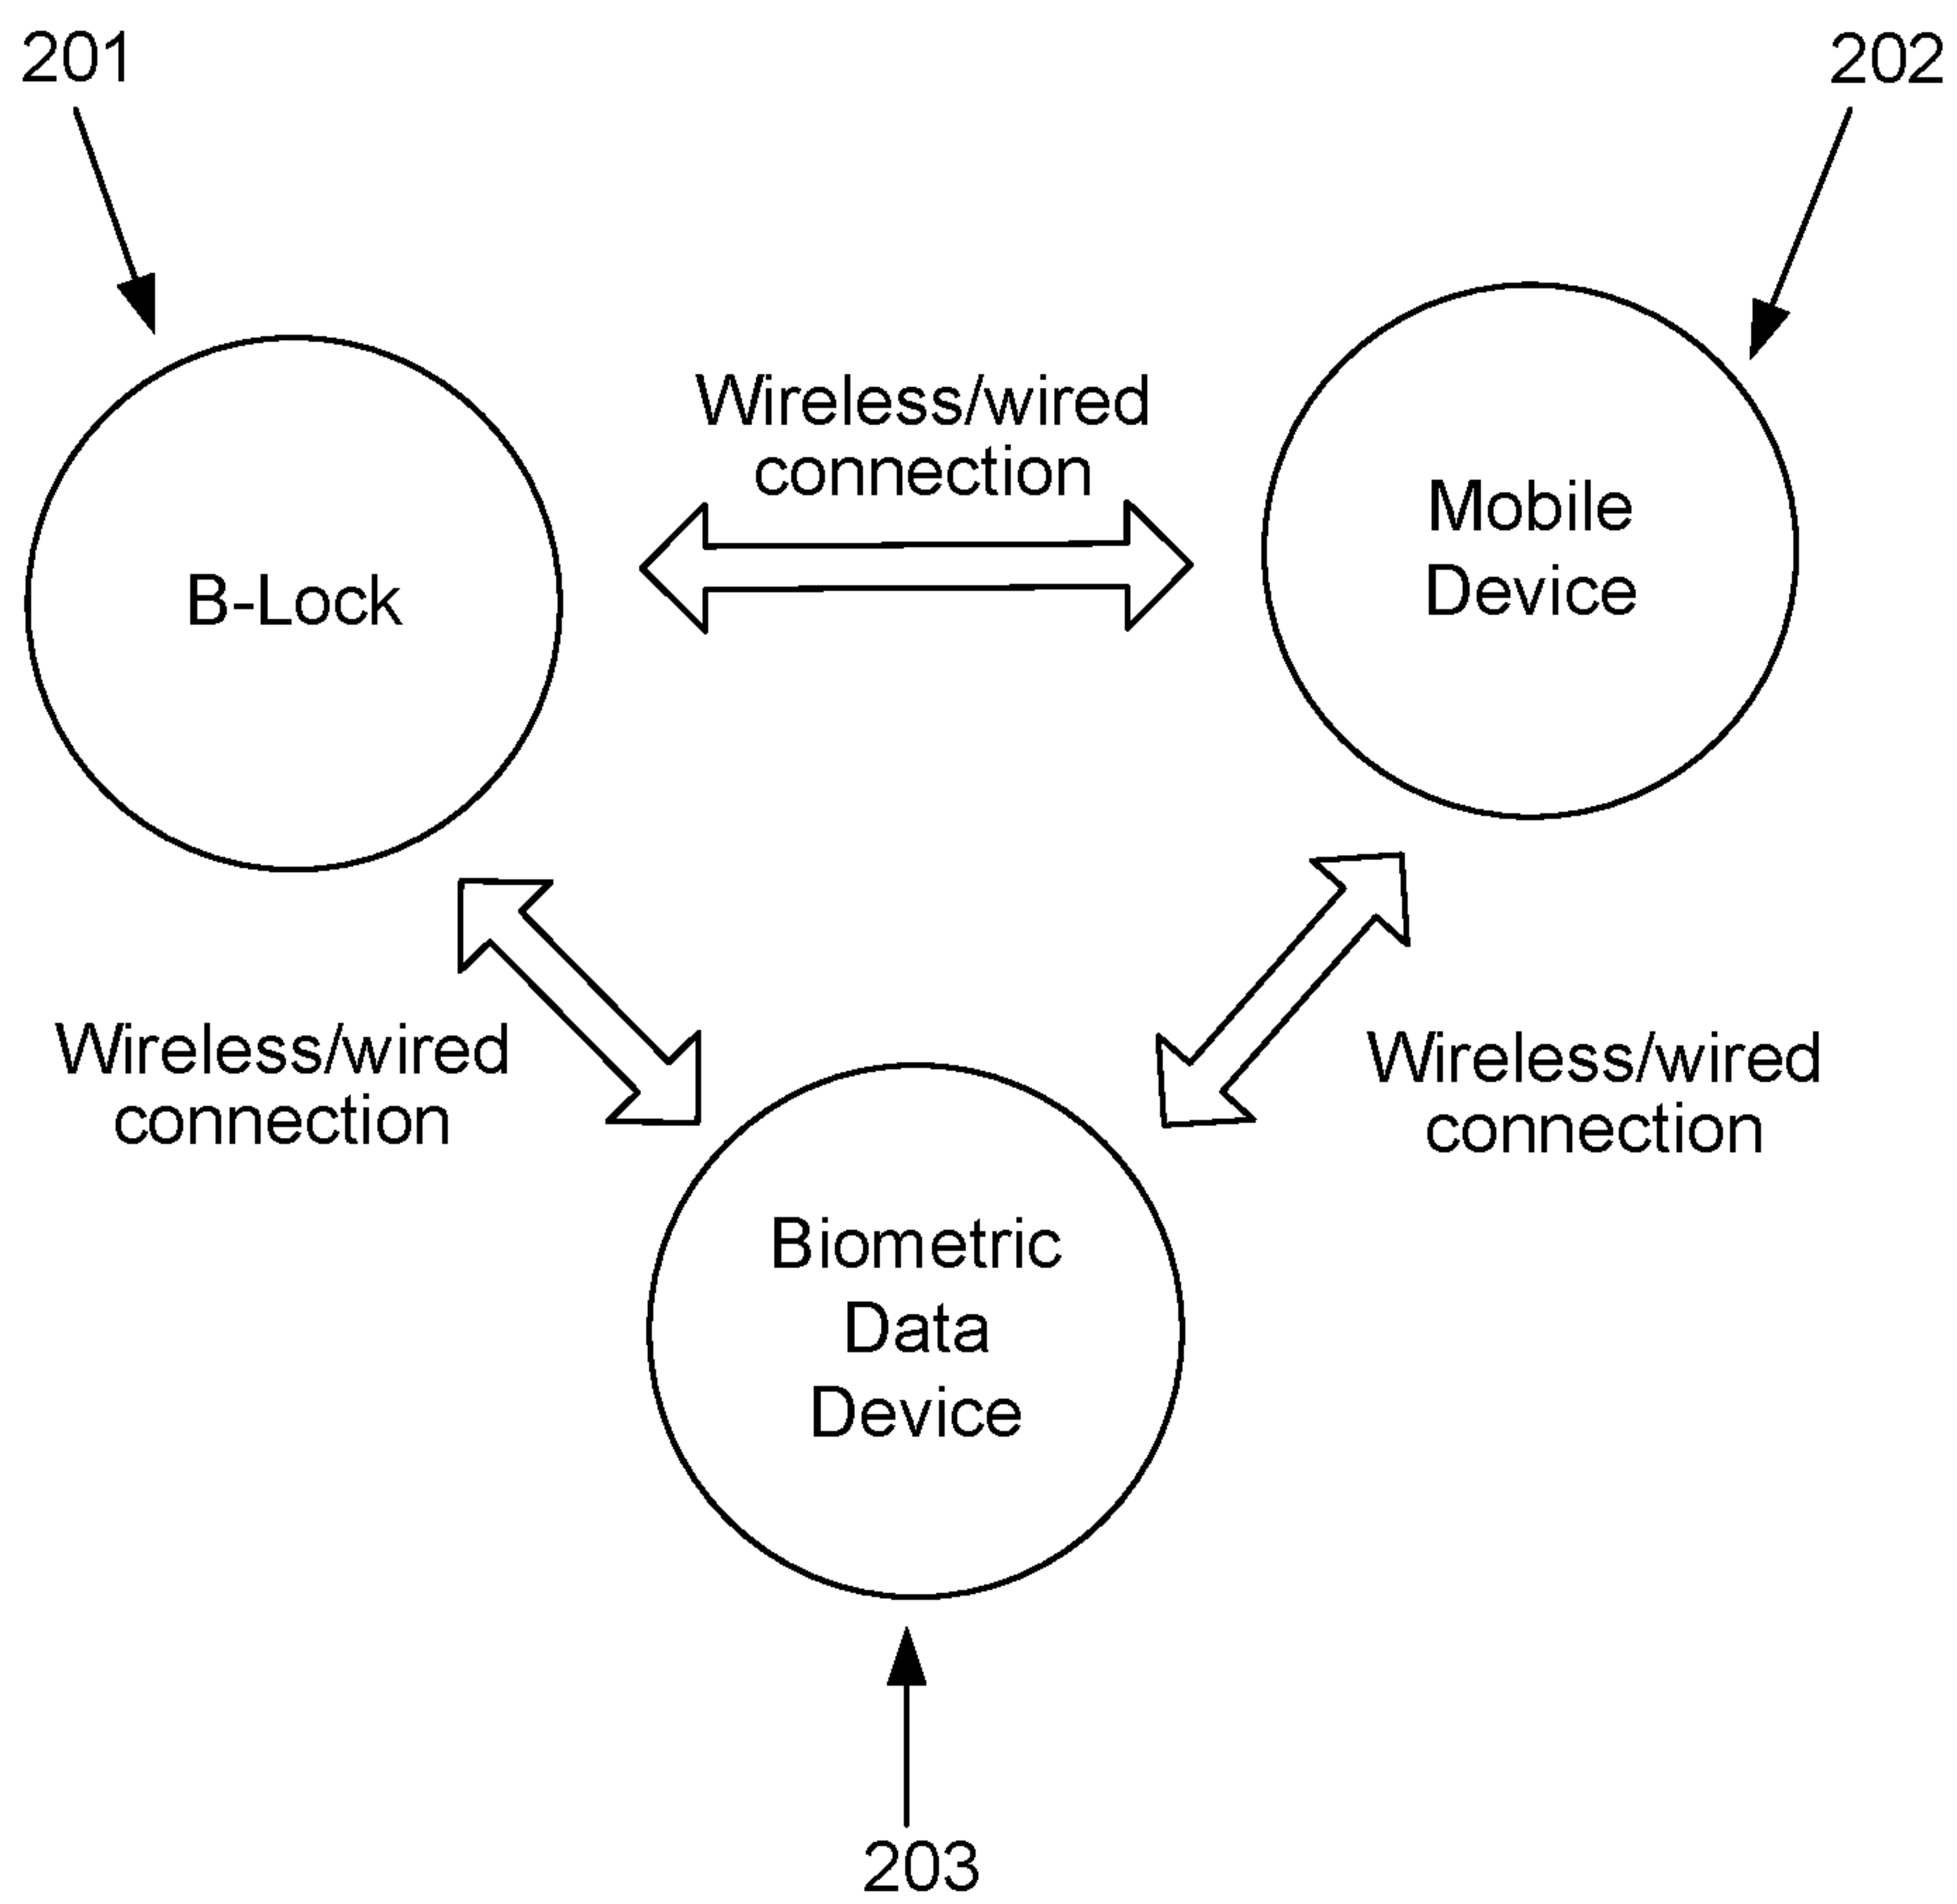 201
202
Wireless/wired
connection
Mobile
Device
B-Lock
Wireless/wired
connection
Wireless/wired
connection
Biometric
Data
Device
203